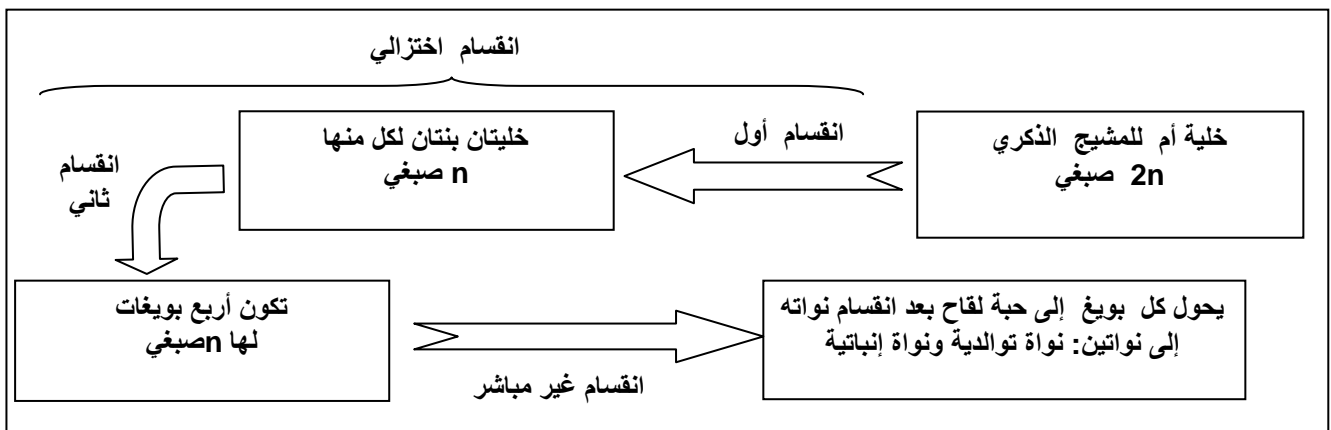 انقسام اختزالي
خلية أم للمشيج الذكري
2n صبغي
انقسام أول
خليتان بنتان لكل منها
n صبغي
انقسام
ثاني
تكون أربع بويغات
لها nصبغي
انقسام غير مباشر
يحول كل بويغ إلى حبة لقاح بعد انقسام نواته
إلى نواتين: نواة توالدية ونواة إنباتية